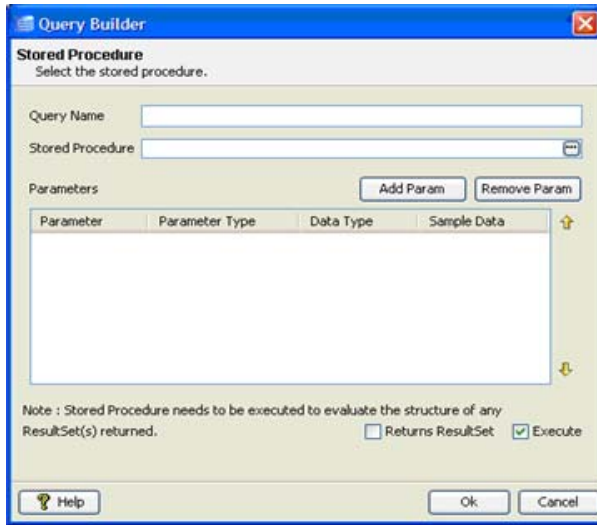 Query Builder
Stored Procedure
Select the stored procedure.
Query Name
Stored Procedure
Parameters Add Param Remove Param
Parameter Parameter Type Data Type Sample Data
Note : Stored Procedure needs to be executed to evaluate the structure of any
ResultSet(s) returned. Returns ResultSet Execute
? Help Ok Cancel